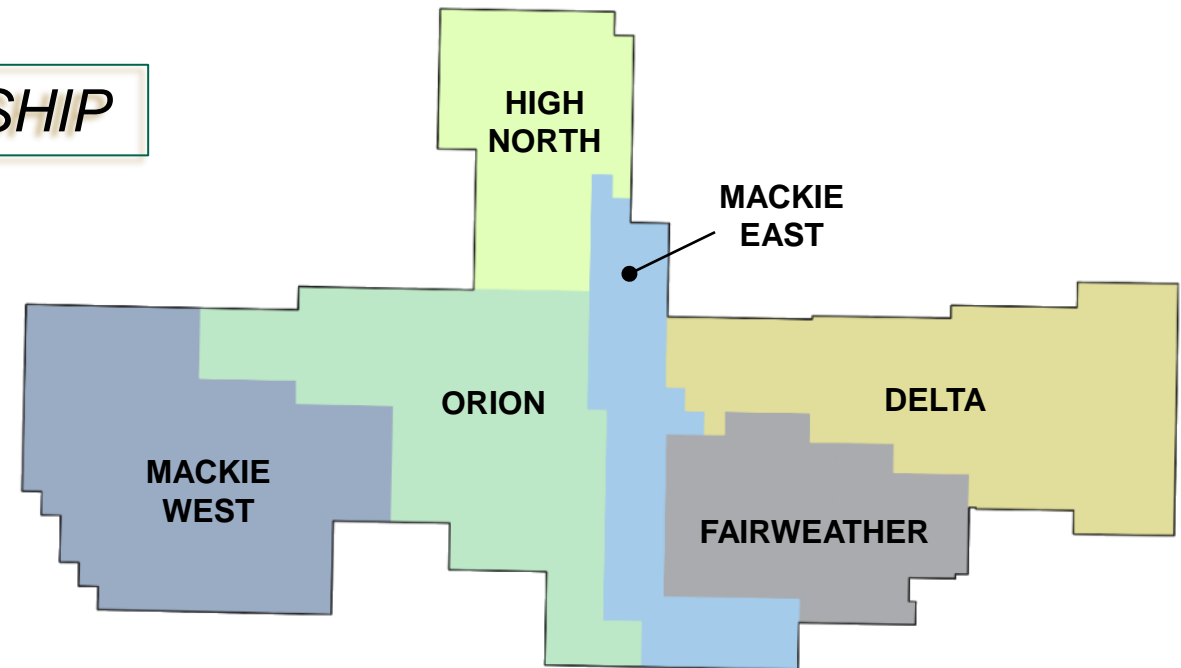 SHIP
HIGH
NORTH
MACKIE
EAST
ORION
DELTA
MACKIE
WEST
FAIRWEATHER